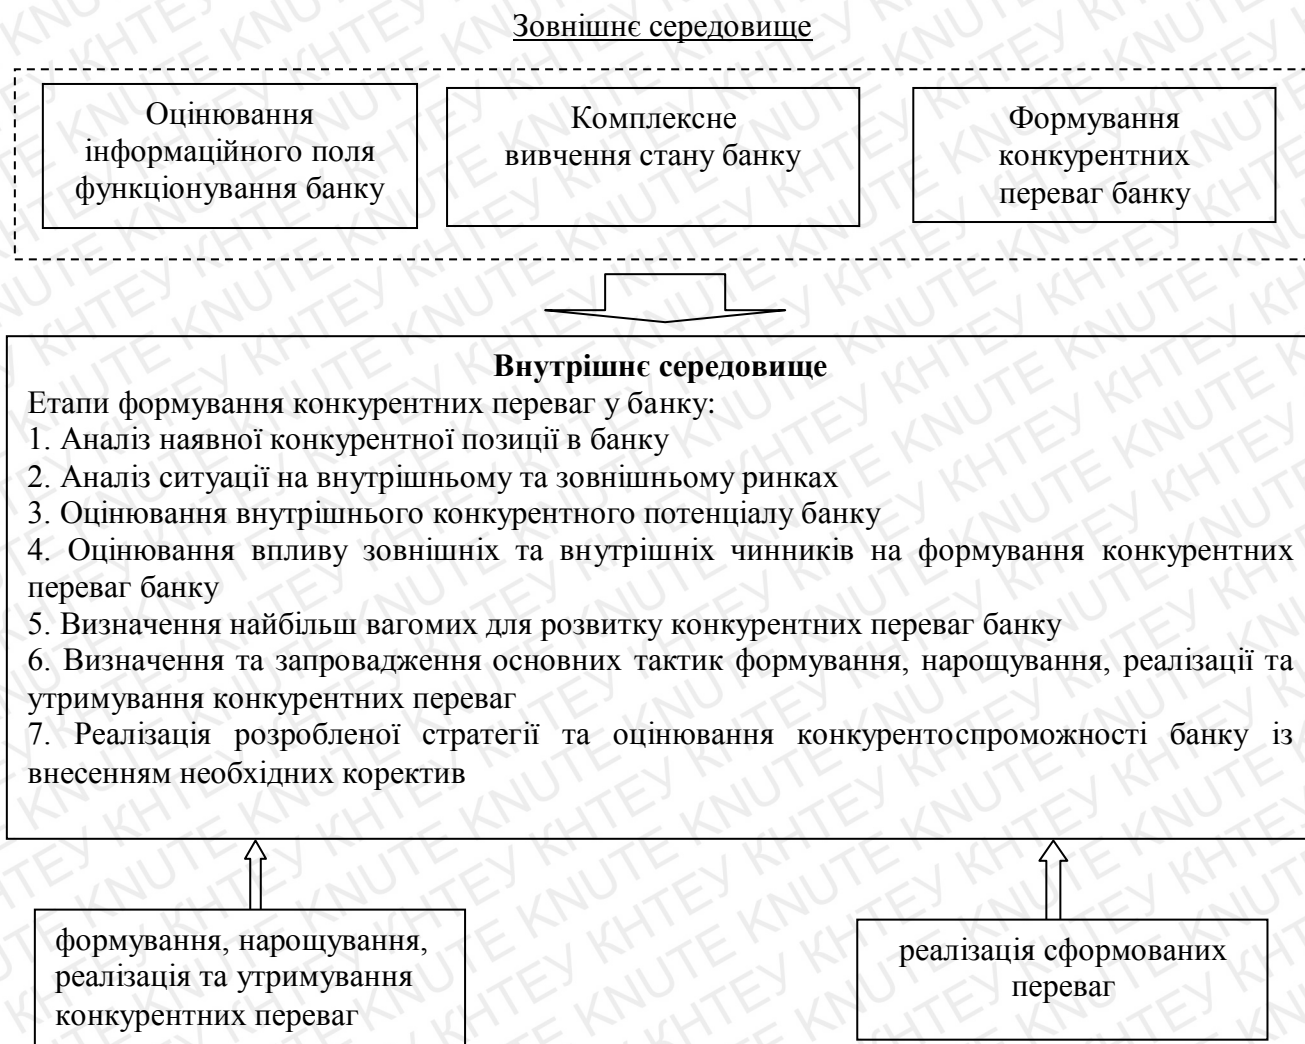 Зовнішнє середовище
Оцінювання
інформаційного поля
функціонування банку
Комплексне
вивчення стану банку
Формування
конкурентних
переваг банку
Внутрішнє середовище
Етапи формування конкурентних переваг у банку:
1. Аналіз наявної конкурентної позиції в банку
2. Аналіз ситуації на внутрішньому та зовнішньому ринках
3. Оцінювання внутрішнього конкурентного потенціалу банку
4. Оцінювання впливу зовнішніх та внутрішніх чинників на формування конкурентних
переваг банку
5. Визначення найбільш вагомих для розвитку конкурентних переваг банку
6. Визначення та запровадження основних тактик формування, нарощування, реалізації та
утримування конкурентних переваг
7. Реалізація розробленої стратегії та оцінювання конкурентоспроможності банку із
внесенням необхідних коректив
формування, нарощування,
реалізація та утримування
конкурентних переваг
реалізація сформованих
переваг